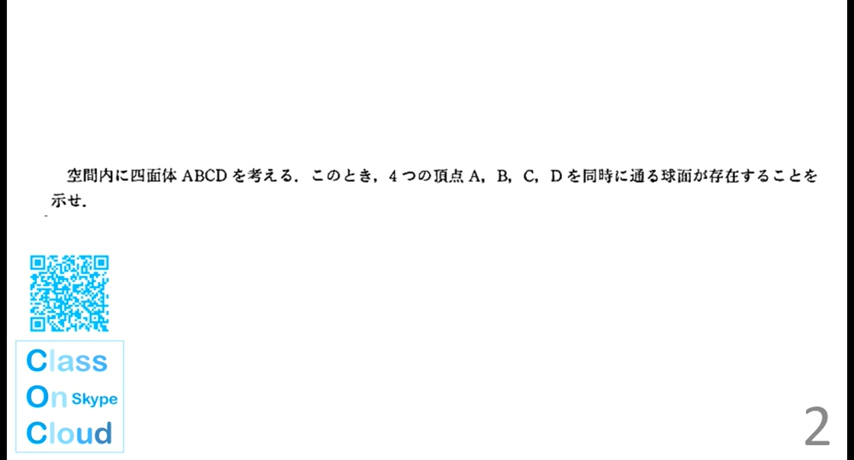 空間内に四面体 ABCD を考える．このとき，4 つの頂点 A，B，C，D を同時に通る球面が存在することを
示せ．
Class
On Skype
Cloud
2